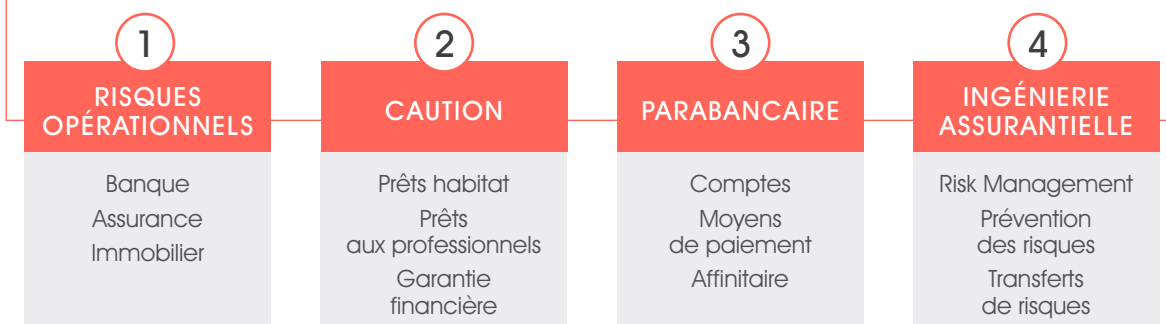 1
RISQUES
OPÉRATIONNELS
Banque
Assurance
Immobilier
2
CAUTION
Prêts habitat
Prêts
aux professionnels
Garantie
financière
3
PARABANCAIRE
Comptes
Moyens
de paiement
Affinitaire
4
INGÉNIERIE
ASSURANTIELLE
Risk Management
Prévention
des risques
Transferts
de risques